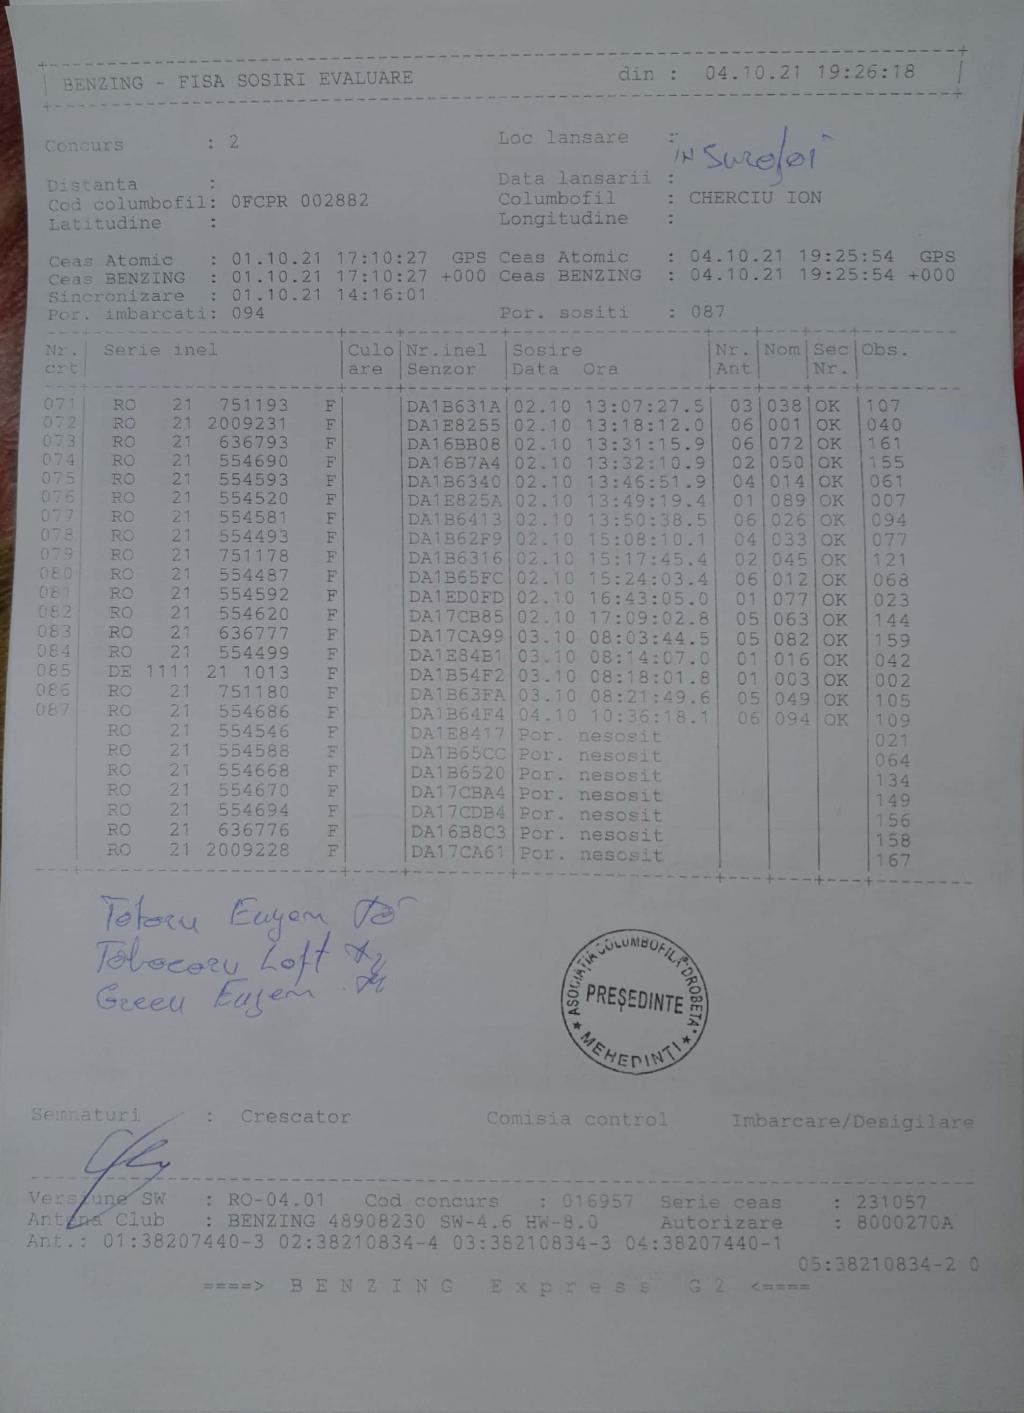 BENZING - FISA SOSIRI EVALUARE din : 04.10.21 19:26:18
Concurs : 2 Loc lansare :
Distanta : Data lansarii :
Cod columbofil: 0FCPR 002882 Columbofil : CHERCIU ION
Latitudine : Longitudine :
Ceas Atomic : 01.10.21 17:10:27 GPS Ceas Atomic : 04.10.21 19:25:54 GPS
Ceas BENZING : 01.10.21 17:10:27 +000 Ceas BENZING : 04.10.21 19:25:54 +000
Sincronizare : 01.10.21 14:16:01
Por. imbarcati: 094 Por. sositi : 087
Nr. Serie inel Culo Nr.inel Sosire Nr. Nom Sec Obs.
crt are Senzor Data Ora Ant Nr.
071 RO 21 751193 F DA1B631A 02.10 13:07:27.5 03 038 OK 107
072 RO 21 2009231 F DA1E8255 02.10 13:18:12.0 06 001 OK 040
073 RO 21 636793 F DA16BB08 02.10 13:31:15.9 06 072 OK 161
074 RO 21 554690 F DA16B7A4 02.10 13:32:10.9 02 050 OK 155
075 RO 21 554593 F DA1B6340 02.10 13:46:51.9 04 014 OK 061
076 RO 21 554520 F DA1E825A 02.10 13:49:19.4 01 089 OK 007
077 RO 21 554581 F DA1B6413 02.10 13:50:38.5 06 026 OK 094
078 RO 21 554493 F DA1B62F9 02.10 15:08:10.1 04 033 OK 077
079 RO 21 751178 F DA1B6316 02.10 15:17:45.4 02 045 OK 121
080 RO 21 554487 F DA1B65FC 02.10 15:24:03.4 06 012 OK 068
081 RO 21 554592 F DA1ED0FD 02.10 16:43:05.0 01 077 OK 023
082 RO 21 554620 F DA17CB85 02.10 17:09:02.8 05 063 OK 144
083 RO 21 636777 F DA17CA99 03.10 08:03:44.5 05 082 OK 159
084 RO 21 554499 F DA1E84B1 03.10 08:14:07.0 01 016 OK 042
085 DE 1111 21 1013 F DA1B54F2 03.10 08:18:01.8 01 003 OK 002
086 RO 21 751180 F DA1B63FA 03.10 08:21:49.6 05 049 OK 105
087 RO 21 554686 F DA1B64F4 04.10 10:36:18.1 06 094 OK 109
RO 21 554546 F DA1E8417 Por. nesosit 021
RO 21 554588 F DA1B65CC Por. nesosit 064
RO 21 554668 F DA1B6520 Por. nesosit 134
RO 21 554670 F DA17CBA4 Por. nesosit 149
RO 21 554694 F DA17CDB4 Por. nesosit 156
RO 21 636776 F DA16B8C3 Por. nesosit 158
RO 21 2009228 F DA17CA61 Por. nesosit 167
Eugen
Loft
Eugen
ASOCIAȚIA COLUMBOFILĂ DROBETA
PREȘEDINTE
MEHEDINȚI
Semnaturi : Crescator Comisia control Imbarcare/Desigilare
Versiune SW : RO-04.01 Cod concurs : 016957 Serie ceas : 231057
Antena Club : BENZING 48908230 SW-4.6 HW-8.0 Autorizare : 8000270A
Ant.: 01:38207440-3 02:38210834-4 03:38210834-3 04:38207440-1
05:38210834-2 0
====> BENZING Express G2 <====